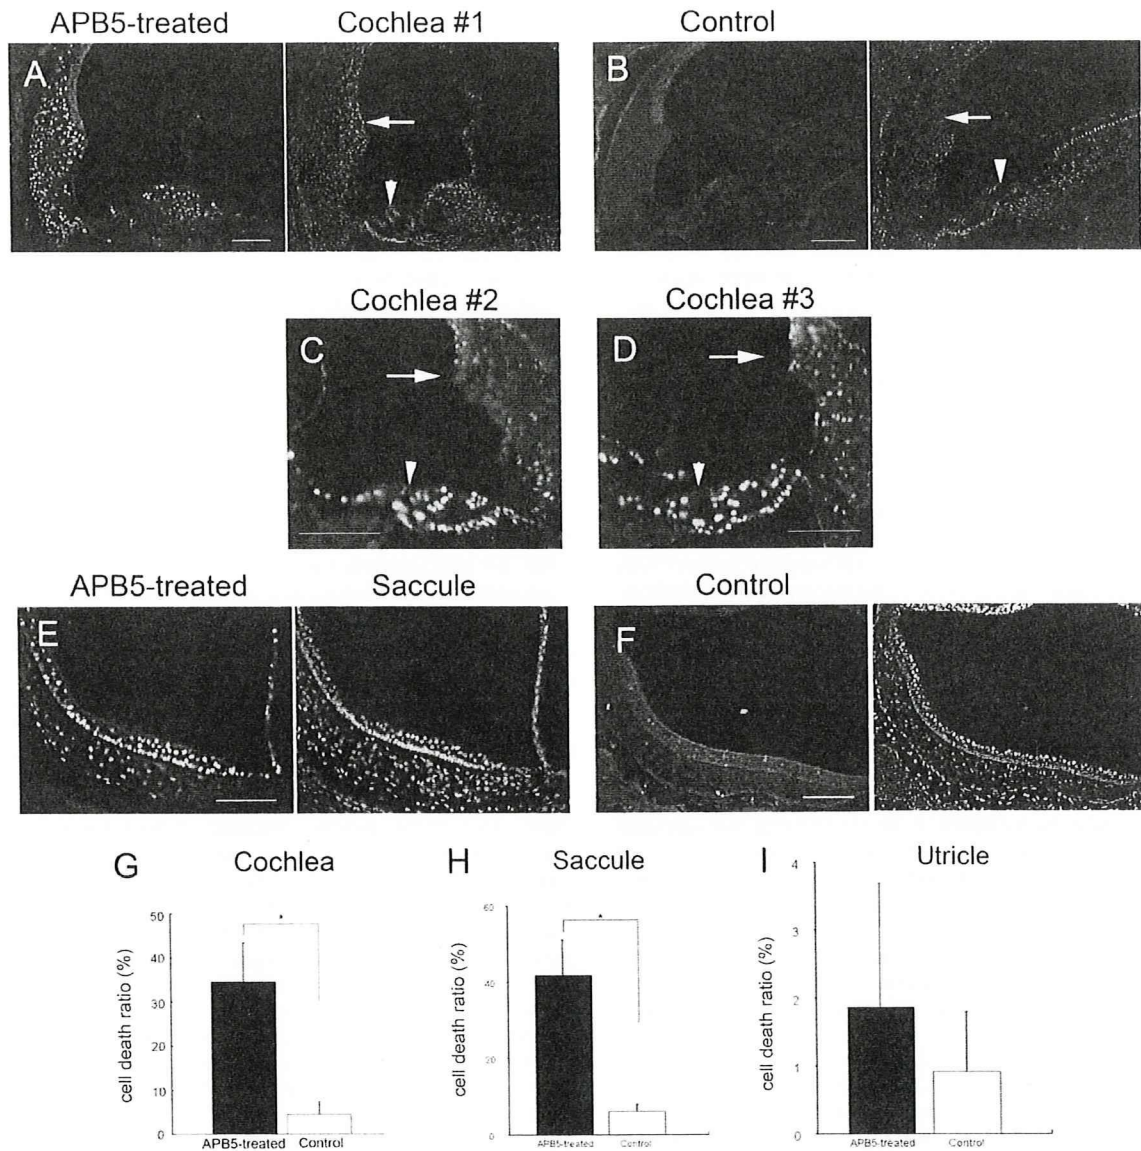 APB5-treated Cochlea #1 Control
A B
Cochlea #2 Cochlea #3
C D
APB5-treated Saccule Control
E F
G Cochlea
cell death ratio (%)
50
40
30
20
10
0
*
APB5-treated Control
H Saccule
cell death ratio (%)
60
40
20
0
*
APB5-treated Control
I Utricle
cell death ratio (%)
4
3
2
1
0
APB5-treated Control